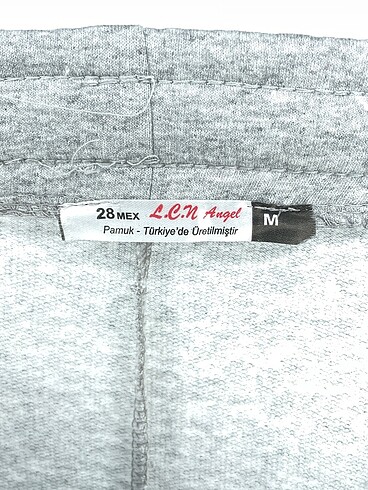 28 MEX L.C.N Angel M
Pamuk - Türkiye'de Üretilmiştir